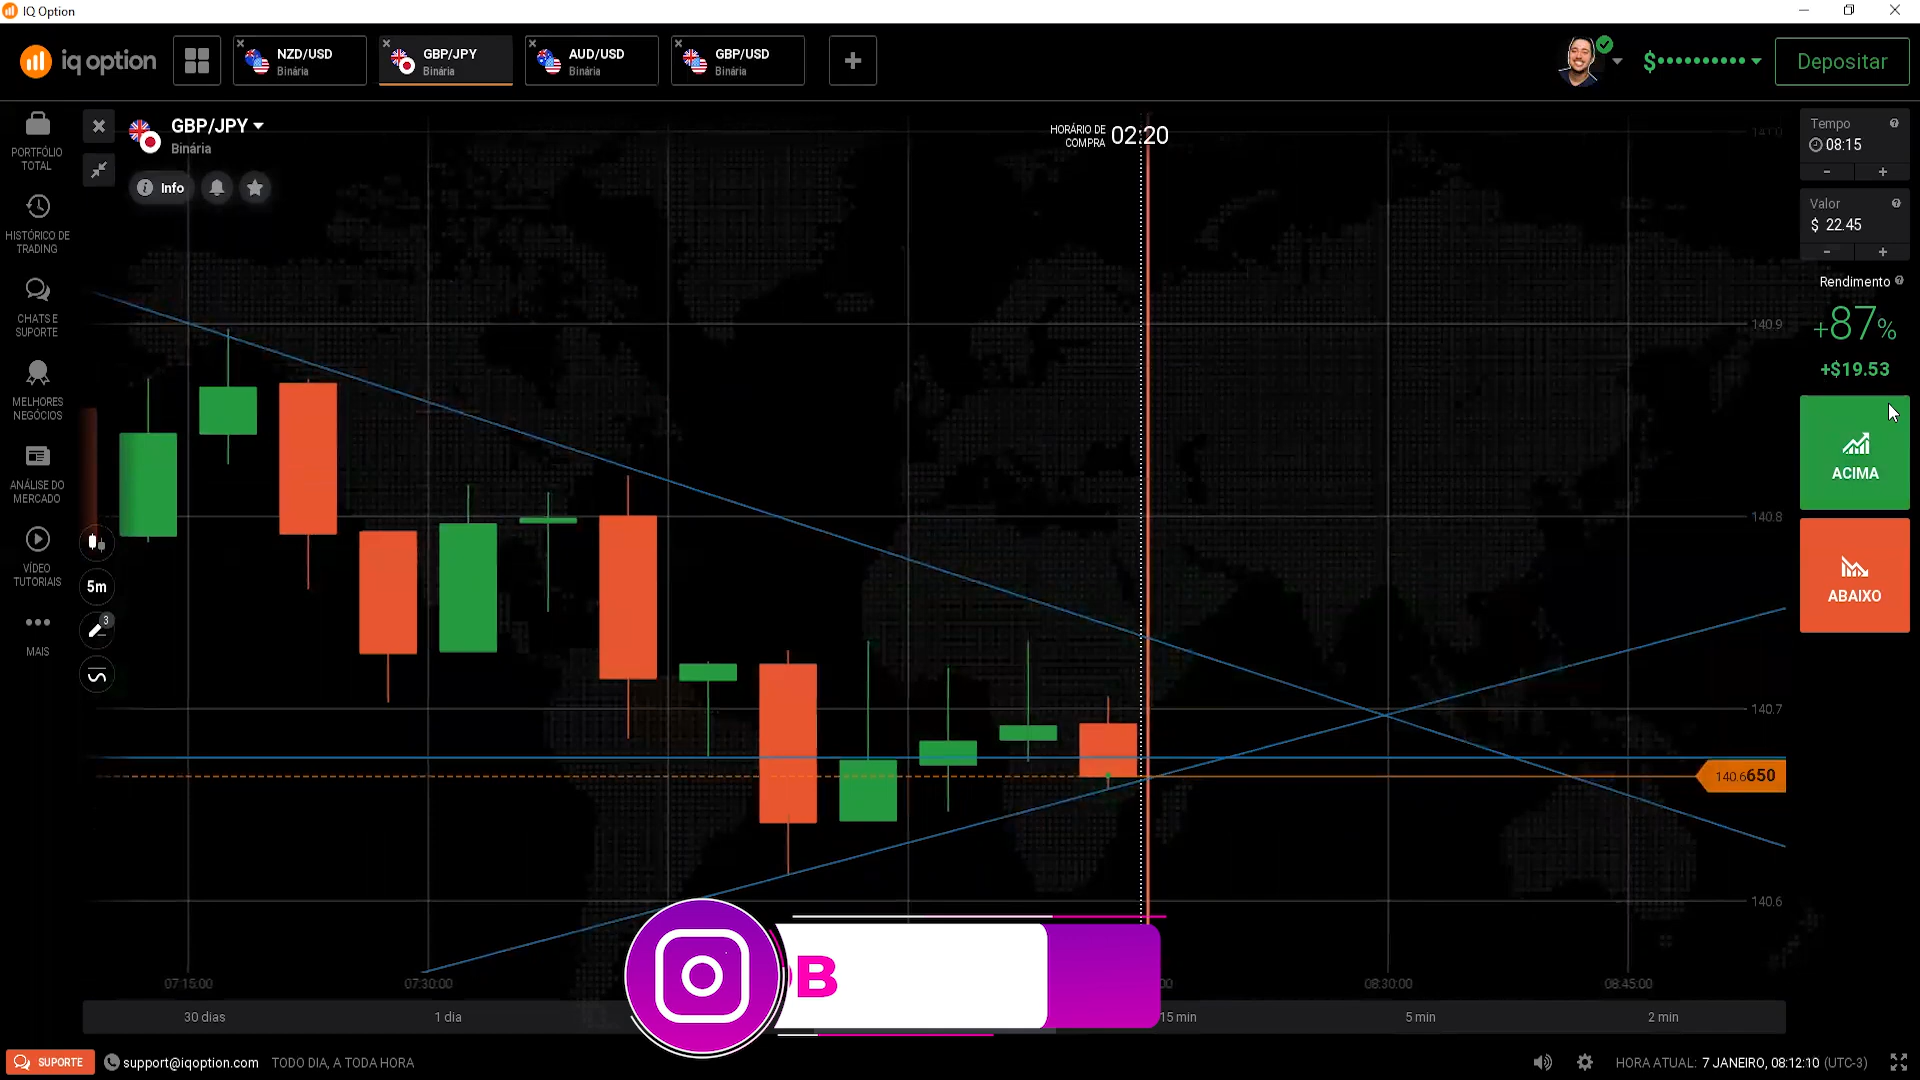 IQ Option
iq option
NZD/USD
Binária
GBP/JPY
Binária
AUD/USD
Binária
GBP/USD
Binária
$
Depositar
PORTFÓLIO
TOTAL
HISTÓRICO DE
TRADING
CHATS E
SUPORTE
MELHORES
NEGÓCIOS
ANÁLISE DO
MERCADO
VÍDEO
TUTORIAIS
MAIS
GBP/JPY
Binária
Info
5m
3
HORÁRIO DE
COMPRA
02:20
140.9
140.8
140.7
140.6650
140.6
Tempo
08:15
- +
Valor
$ 22.45
- +
Rendimento
+87%
+$19.53
ACIMA
ABAIXO
07:15:00
07:30:00
08:30:00
08:45:00
30 dias
1 dia
15 min
5 min
2 min
SUPORTE
support@iqoption.com
TODO DIA, A TODA HORA
HORA ATUAL: 7 JANEIRO, 08:12:10 (UTC-3)